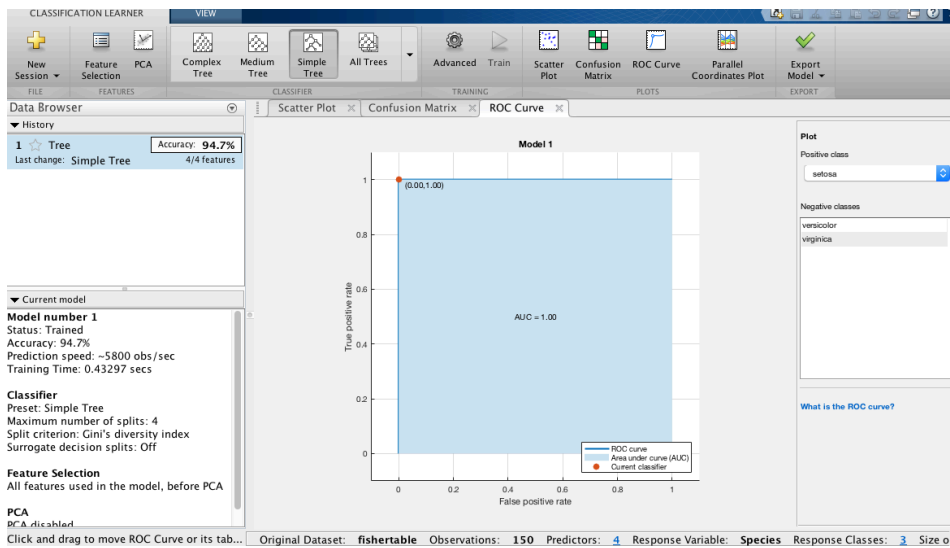 CLASSIFICATION LEARNER VIEW
New Session
Feature Selection
PCA
Complex Tree
Medium Tree
Simple Tree
All Trees
Advanced
Train
Scatter Plot
Confusion Matrix
ROC Curve
Parallel Coordinates Plot
Export Model
FILE FEATURES CLASSIFIER TRAINING PLOTS EXPORT
Data Browser
Scatter Plot Confusion Matrix ROC Curve
History
1 Tree Accuracy: 94.7%
Last change: Simple Tree 4/4 features
Current model
Model number 1
Status: Trained
Accuracy: 94.7%
Prediction speed: ~5800 obs/sec
Training Time: 0.43297 secs
Classifier
Preset: Simple Tree
Maximum number of splits: 4
Split criterion: Gini's diversity index
Surrogate decision splits: Off
Feature Selection
All features used in the model, before PCA
PCA
PCA disabled
Model 1
(0.00,1.00)
AUC = 1.00
True positive rate
1
0.8
0.6
0.4
0.2
0
0 0.2 0.4 0.6 0.8 1
False positive rate
ROC curve
Area under curve (AUC)
Current classifier
Plot
Positive class
setosa
Negative classes
versicolor
virginica
What is the ROC curve?
Click and drag to move ROC Curve or its tab... Original Dataset: fishertable Observations: 150 Predictors: 4 Response Variable: Species Response Classes: 3 Size o